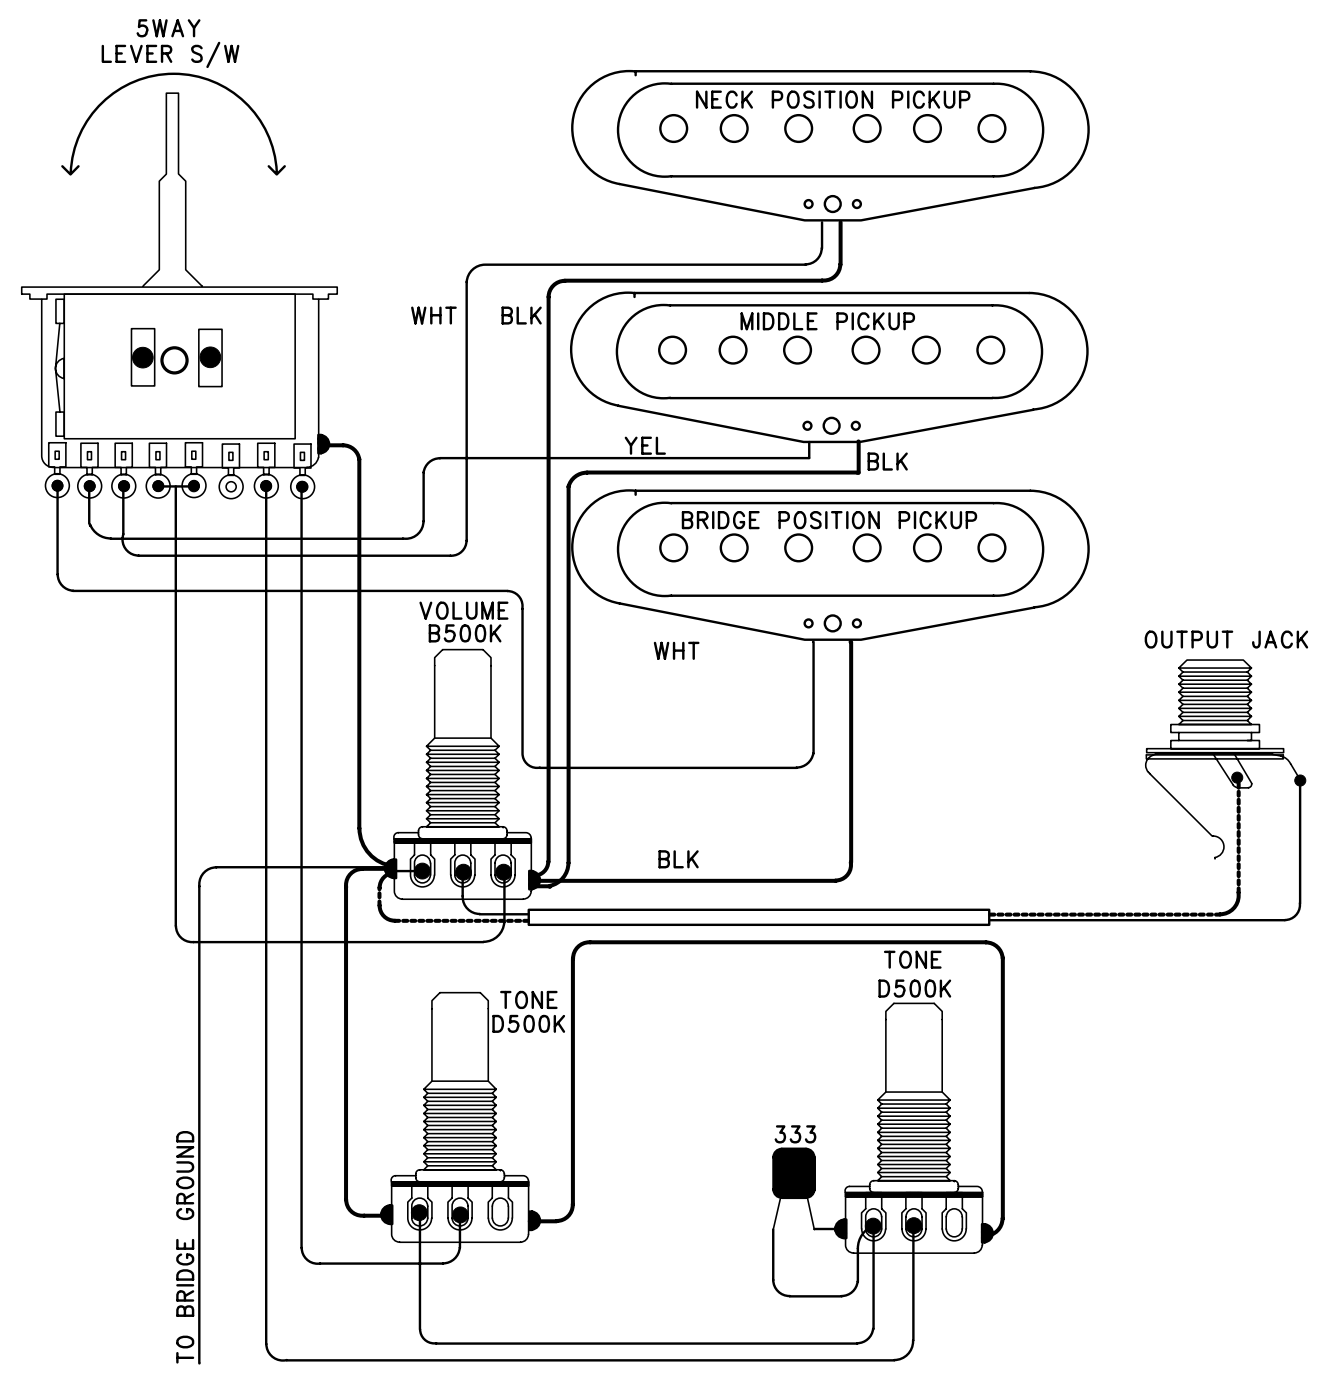 5WAY
LEVER S/W
NECK POSITION PICKUP
WHT
BLK
MIDDLE PICKUP
YEL
BLK
BRIDGE POSITION PICKUP
VOLUME
B500K
WHT
OUTPUT JACK
BLK
TONE
D500K
TONE
D500K
333
TO BRIDGE GROUND